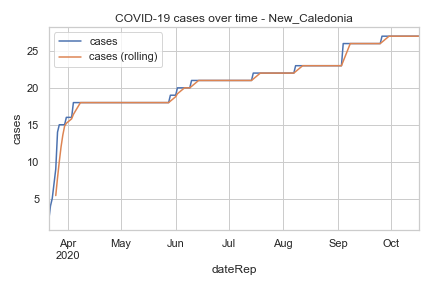 COVID-19 cases over time - New_Caledonia
cases
cases (rolling)
25
20
15
10
5
cases
Apr
2020
May
Jun
Jul
Aug
Sep
Oct
dateRep